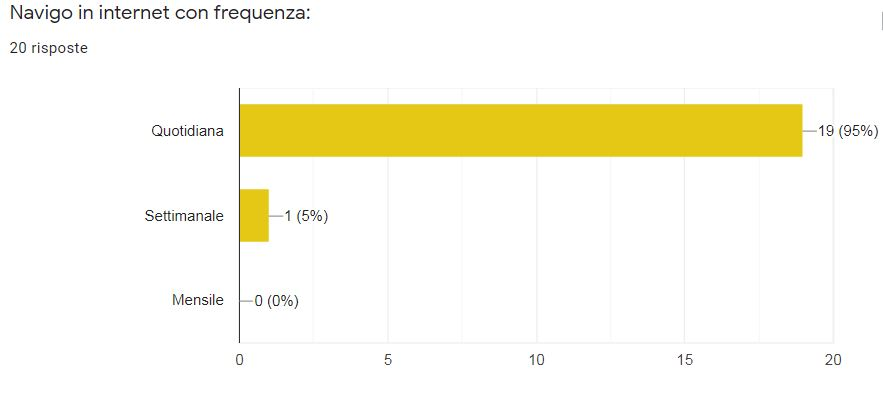 Navigo in internet con frequenza:
20 risposte
Quotidiana
19 (95%)
Settimanale
1 (5%)
Mensile
0 (0%)
0 5 10 15 20